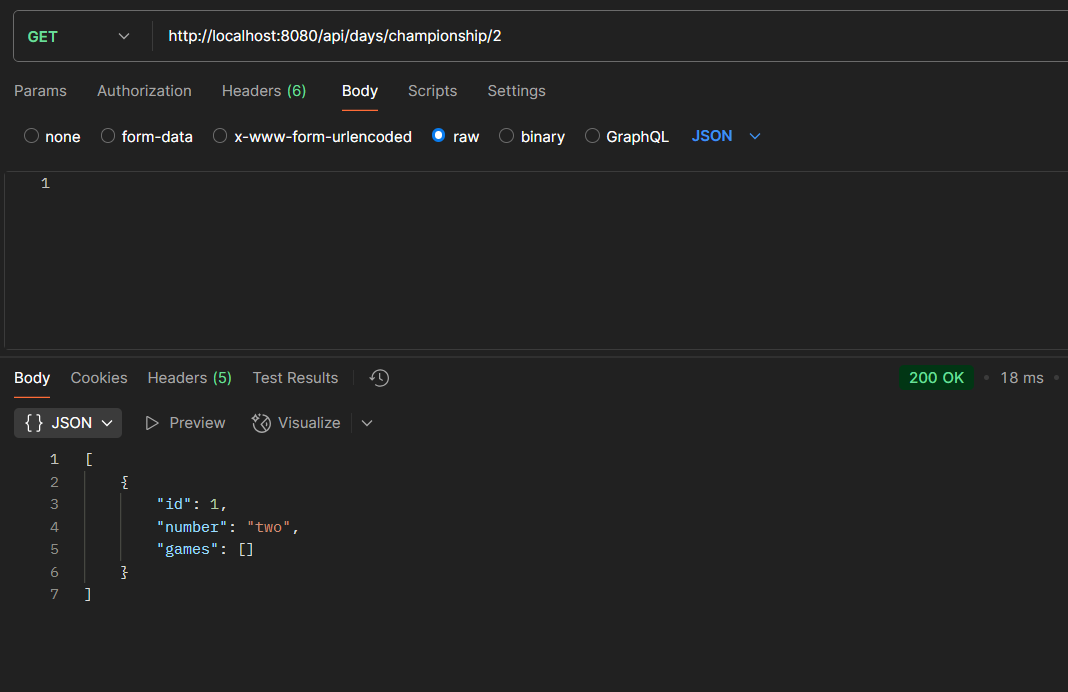 GET http://localhost:8080/api/days/championship/2
Params Authorization Headers (6) Body Scripts Settings
none form-data x-www-form-urlencoded raw binary GraphQL JSON
1
Body Cookies Headers (5) Test Results 200 OK • 18 ms •
{} JSON Preview Visualize
1 [
2 {
3 "id": 1,
4 "number": "two",
5 "games": []
6 }
7 ]